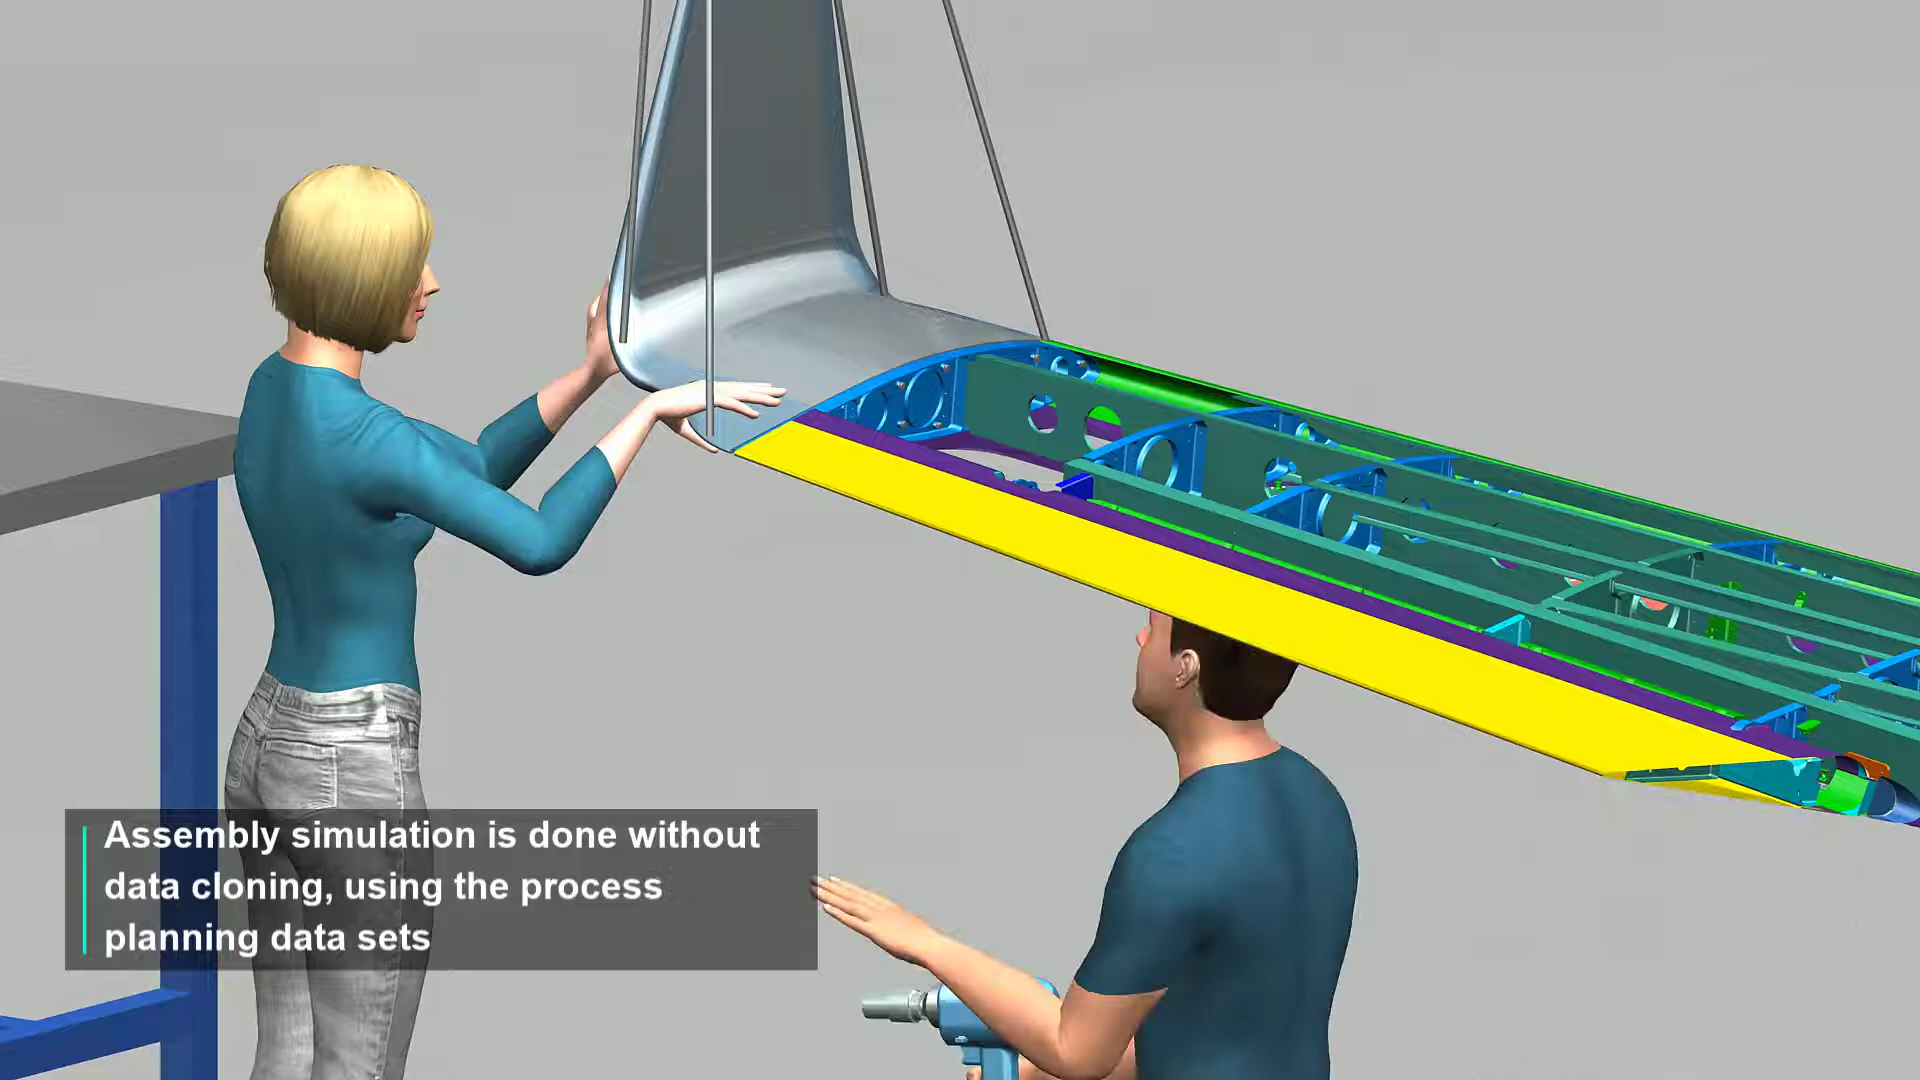 Assembly simulation is done without
data cloning, using the process
planning data sets